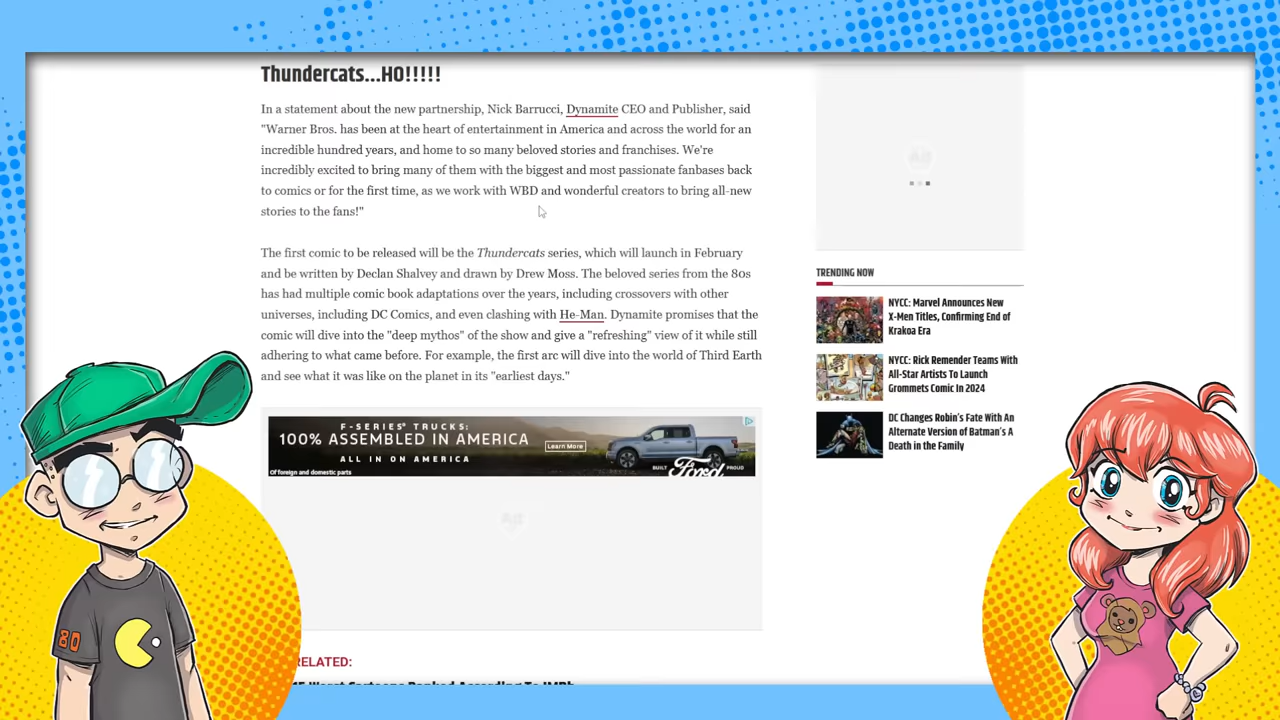 Thundercats...HO!!!!!
In a statement about the new partnership, Nick Barrucci, Dynamite CEO and Publisher, said
"Warner Bros. has been at the heart of entertainment in America and across the world for an
incredible hundred years, and home to so many beloved stories and franchises. We're
incredibly excited to bring many of them with the biggest and most passionate fanbases back
to comics or for the first time, as we work with WBD and wonderful creators to bring all-new
stories to the fans!"
The first comic to be released will be the Thundercats series, which will launch in February
and be written by Declan Shalvey and drawn by Drew Moss. The beloved series from the 80s
has had multiple comic book adaptations over the years, including crossovers with other
universes, including DC Comics, and even clashing with He-Man. Dynamite promises that the
comic will dive into the "deep mythos" of the show and give a "refreshing" view of it while still
adhering to what came before. For example, the first arc will dive into the world of Third Earth
and see what it was like on the planet in its "earliest days."
F-SERIES® TRUCKS:
100% ASSEMBLED IN AMERICA
ALL IN ON AMERICA
Of foreign and domestic parts
Learn More
BUILT Ford PROUD
RELATED:
Worst Cartoons Ranked According To IMDb
TRENDING NOW
NYCC: Marvel Announces New
X-Men Titles, Confirming End of
Krakoa Era
NYCC: Rick Remender Teams With
All-Star Artists To Launch
Grommets Comic In 2024
DC Changes Robin's Fate With An
Alternate Version of Batman's A
Death in the Family
80